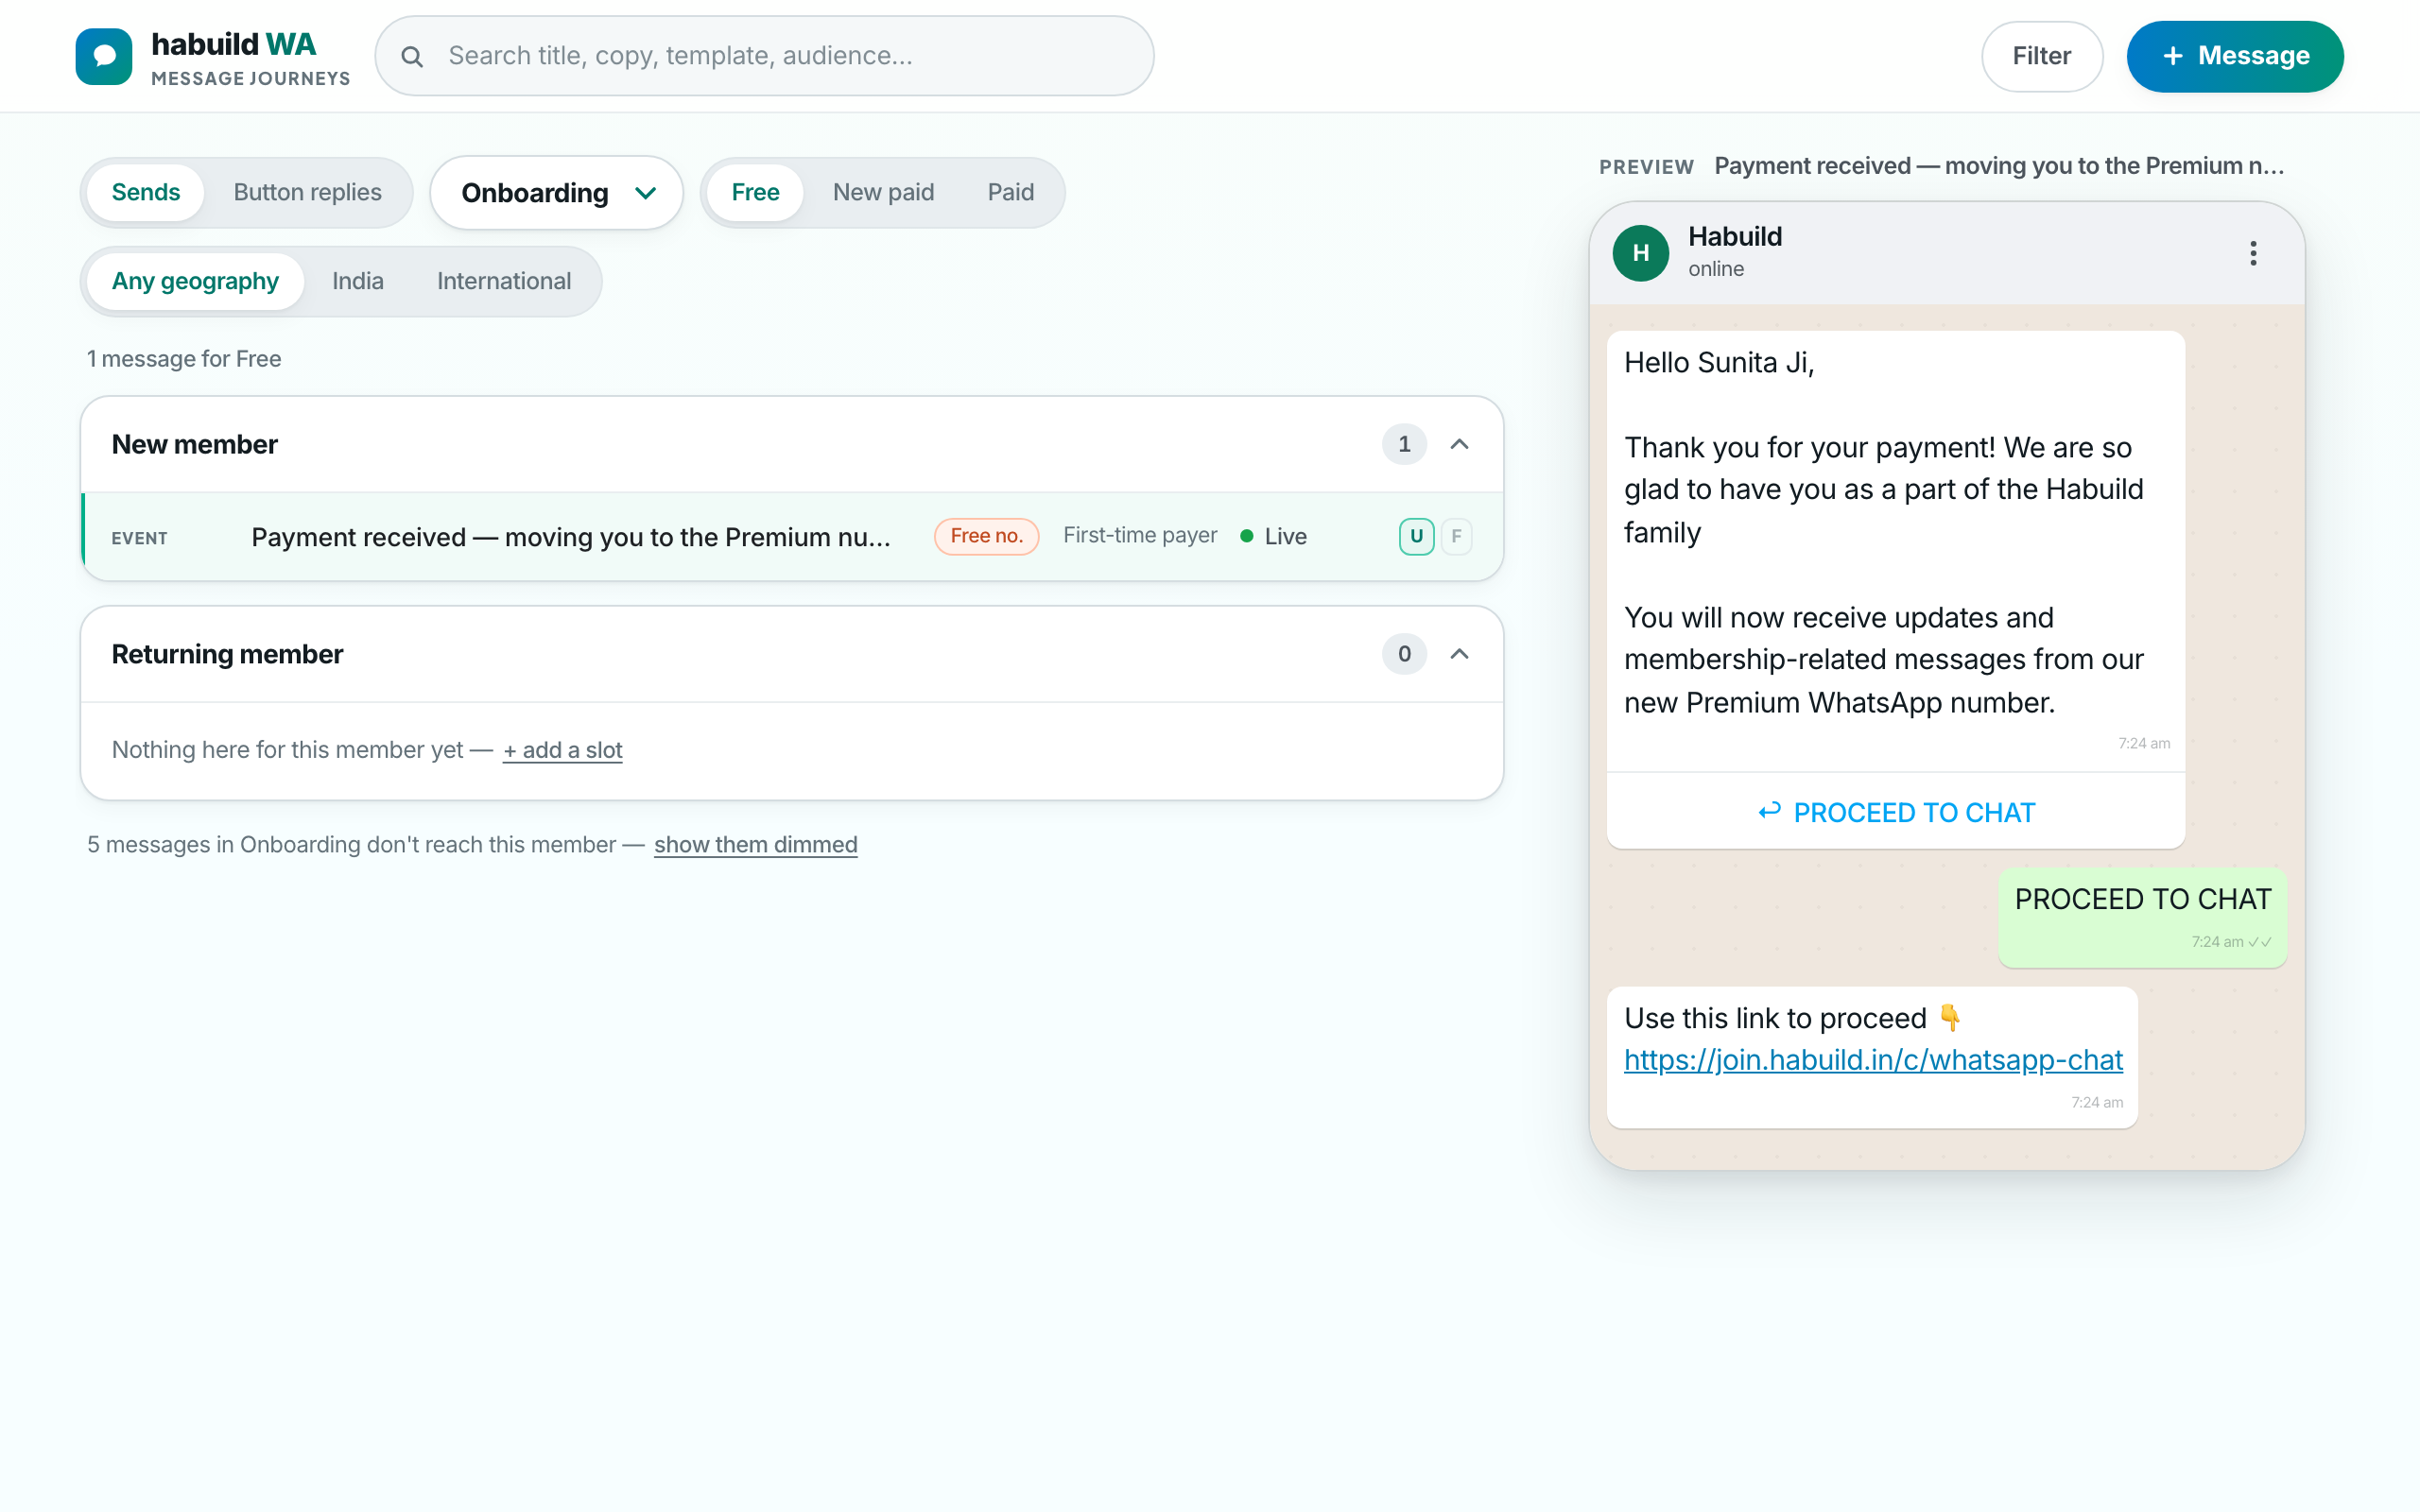 habuild WA
MESSAGE JOURNEYS
Search title, copy, template, audience...
Filter
+ Message
Sends
Button replies
Onboarding
Free
New paid
Paid
Any geography
India
International
1 message for Free
New member
1
EVENT
Payment received — moving you to the Premium nu...
Free no.
First-time payer
Live
U
F
Returning member
0
Nothing here for this member yet — + add a slot
5 messages in Onboarding don't reach this member — show them dimmed
PREVIEW Payment received — moving you to the Premium n...
H
Habuild
online
Hello Sunita Ji,
Thank you for your payment! We are so
glad to have you as a part of the Habuild
family
You will now receive updates and
membership-related messages from our
new Premium WhatsApp number.
7:24 am
PROCEED TO CHAT
PROCEED TO CHAT
7:24 am ✓✓
Use this link to proceed 👇
https://join.habuild.in/c/whatsapp-chat
7:24 am